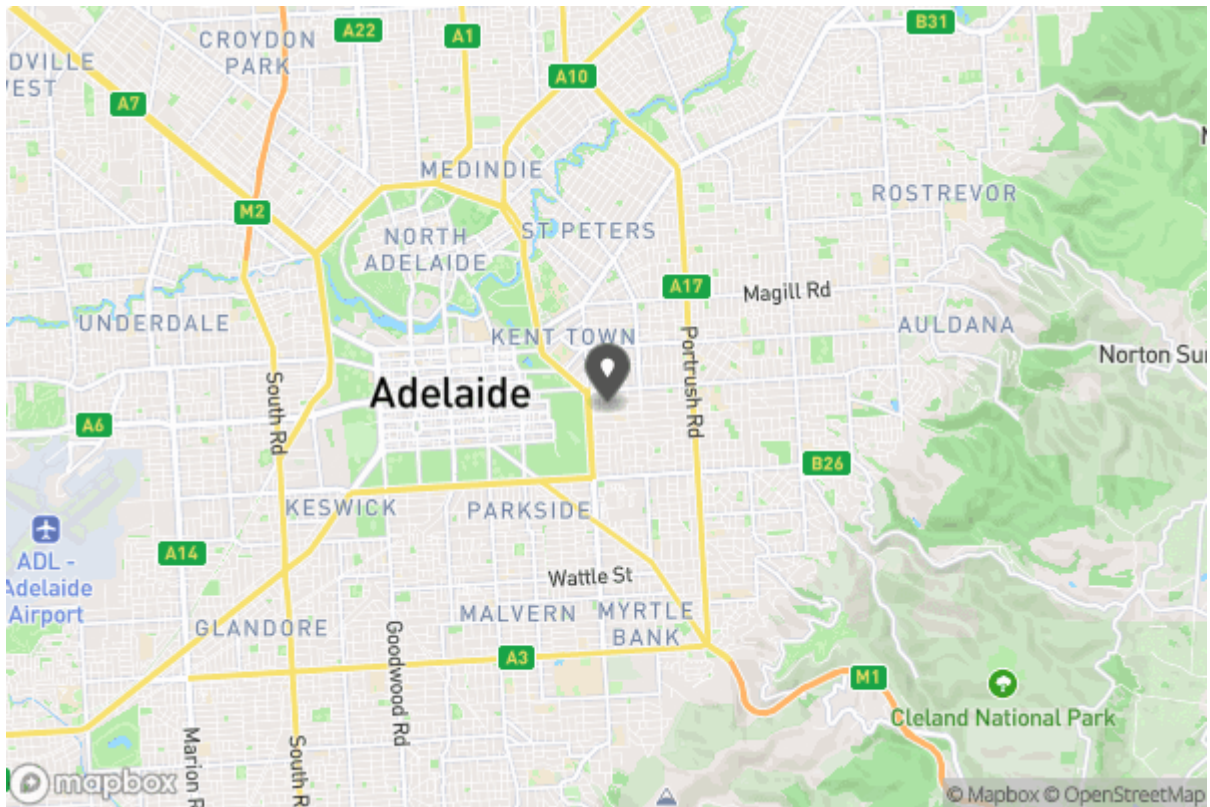 B31
A22
A1
CROYDON
PARK
DVILLE
VEST
A10
A7
MEDINDIE
ROSTREVOR
M2
ST PETERS
NORTH
ADELAIDE
A17
Magill Rd
UNDERDALE
KENT TOWN
AULDANA
Portrush Rd
Norton Sur
South Rd
Adelaide
A6
B26
KESWICK
PARKSIDE
ADL -
Adelaide
Airport
A14
Wattle St
MALVERN
MYRTLE
BANK
GLANDORE
Goodwood Rd
A3
M1
Cleland National Park
Marion R
South R
mapbox
© Mapbox © OpenStreetMap